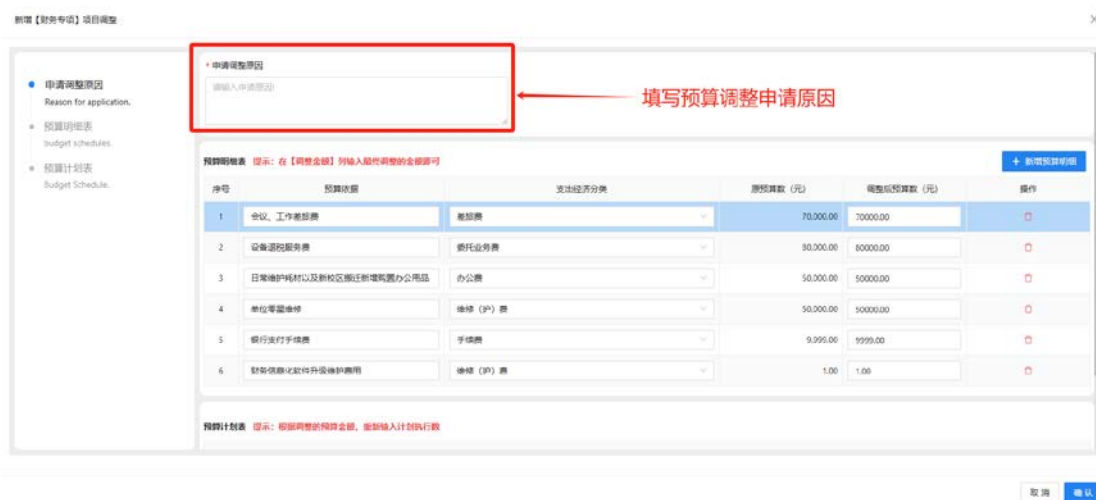 新增【财务专项】项目调整
申请调整原因
Reason for application.
预算明细表
budget schedules.
预算计划表
Budget Schedule.
* 申请调整原因
请输入申请原因!
填写预算调整申请原因
预算明细表 提示：在【调整金额】列输入最终调整的金额即可
+ 新增预算明细
序号 预算依据 支出经济分类 原预算数（元） 调整后预算数（元） 操作
1 会议、工作差旅费 差旅费 70,000.00 70000.00
2 设备退税服务费 委托业务费 80,000.00 80000.00
3 日常维护耗材以及新校区搬迁新增购置办公用品 办公费 50,000.00 50000.00
4 单位零星维修 维修（护）费 50,000.00 50000.00
5 银行支付手续费 手续费 9,999.00 9999.00
6 财务信息化软件升级维护费用 维修（护）费 1.00 1.00
预算计划表 提示：根据调整的预算金额，重新输入计划执行数
取消 确认